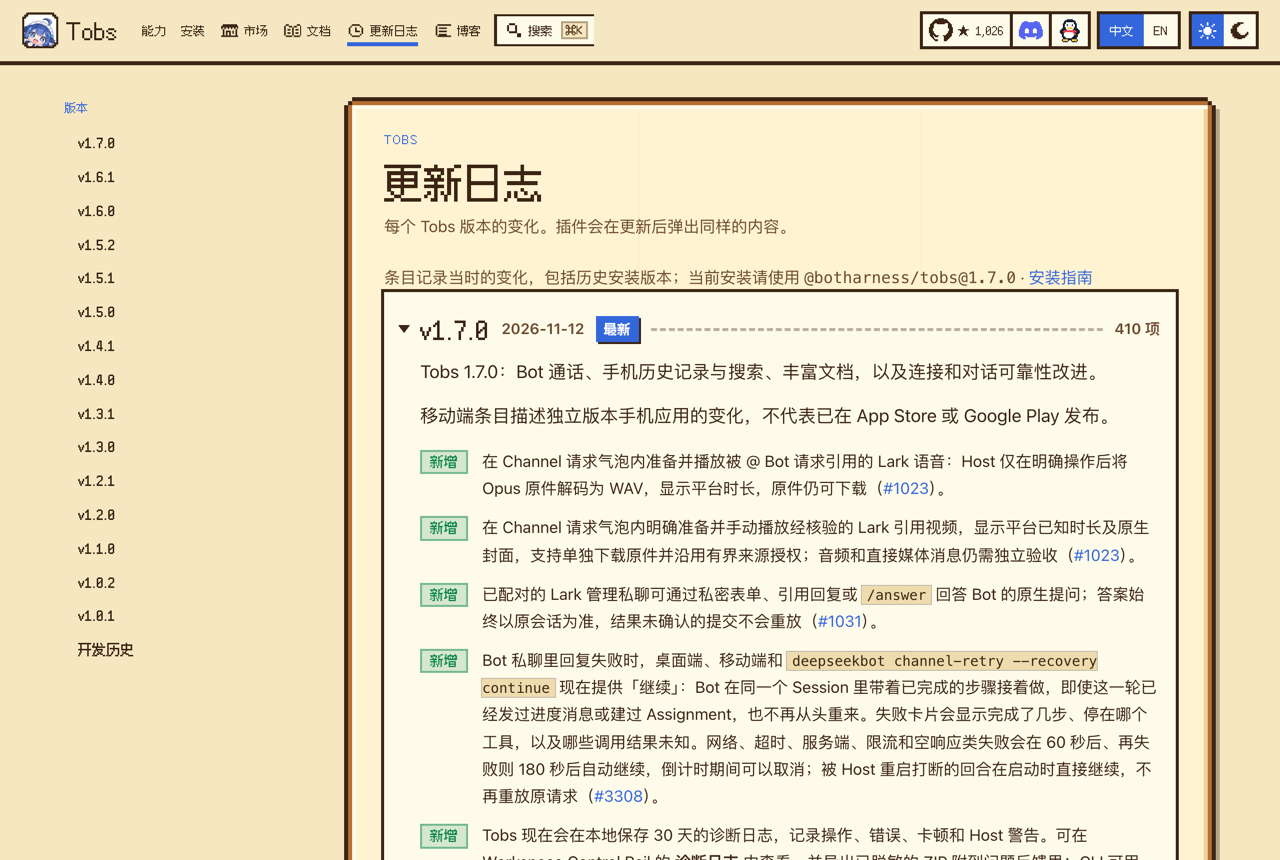 Tobs 能力 安装 市场 文档 更新日志 博客 搜索 ⌘K ★ 1,026 中文 EN
版本
v1.7.0
v1.6.1
v1.6.0
v1.5.2
v1.5.1
v1.5.0
v1.4.1
v1.4.0
v1.3.1
v1.3.0
v1.2.1
v1.2.0
v1.1.0
v1.0.2
v1.0.1
开发历史
TOBS
更新日志
每个 Tobs 版本的变化。插件会在更新后弹出同样的内容。
条目记录当时的变化，包括历史安装版本；当前安装请使用 @botharness/tobs@1.7.0 · 安装指南
▼ v1.7.0 2026-11-12 最新 410 项
Tobs 1.7.0：Bot 通话、手机历史记录与搜索、丰富文档，以及连接和对话可靠性改进。
移动端条目描述独立版本手机应用的变化，不代表已在 App Store 或 Google Play 发布。
新增 在 Channel 请求气泡内准备并播放被 @ Bot 请求引用的 Lark 语音：Host 仅在明确操作后将
Opus 原件解码为 WAV，显示平台时长，原件仍可下载（#1023）。
新增 在 Channel 请求气泡内明确准备并手动播放经核验的 Lark 引用视频，显示平台已知时长及原生
封面，支持单独下载原件并沿用有界来源授权；音频和直接媒体消息仍需独立验收（#1023）。
新增 已配对的 Lark 管理私聊可通过私密表单、引用回复或 /answer 回答 Bot 的原生提问；答案始
终以原会话为准，结果未确认的提交不会重放（#1031）。
新增 Bot 私聊里回复失败时，桌面端、移动端和 deepseekbot channel-retry --recovery
continue 现在提供「继续」：Bot 在同一个 Session 里带着已完成的步骤接着做，即使这一轮已
经发过进度消息或建过 Assignment，也不再从头重来。失败卡片会显示完成了几步、停在哪个
工具，以及哪些调用结果未知。网络、超时、服务端、限流和空响应类失败会在 60 秒后、再失
败则 180 秒后自动继续，倒计时期间可以取消；被 Host 重启打断的回合在启动时直接继续，不
再重放原请求（#3308）。
新增 Tobs 现在会在本地保存 30 天的诊断日志，记录操作、错误、卡顿和 Host 警告。可在